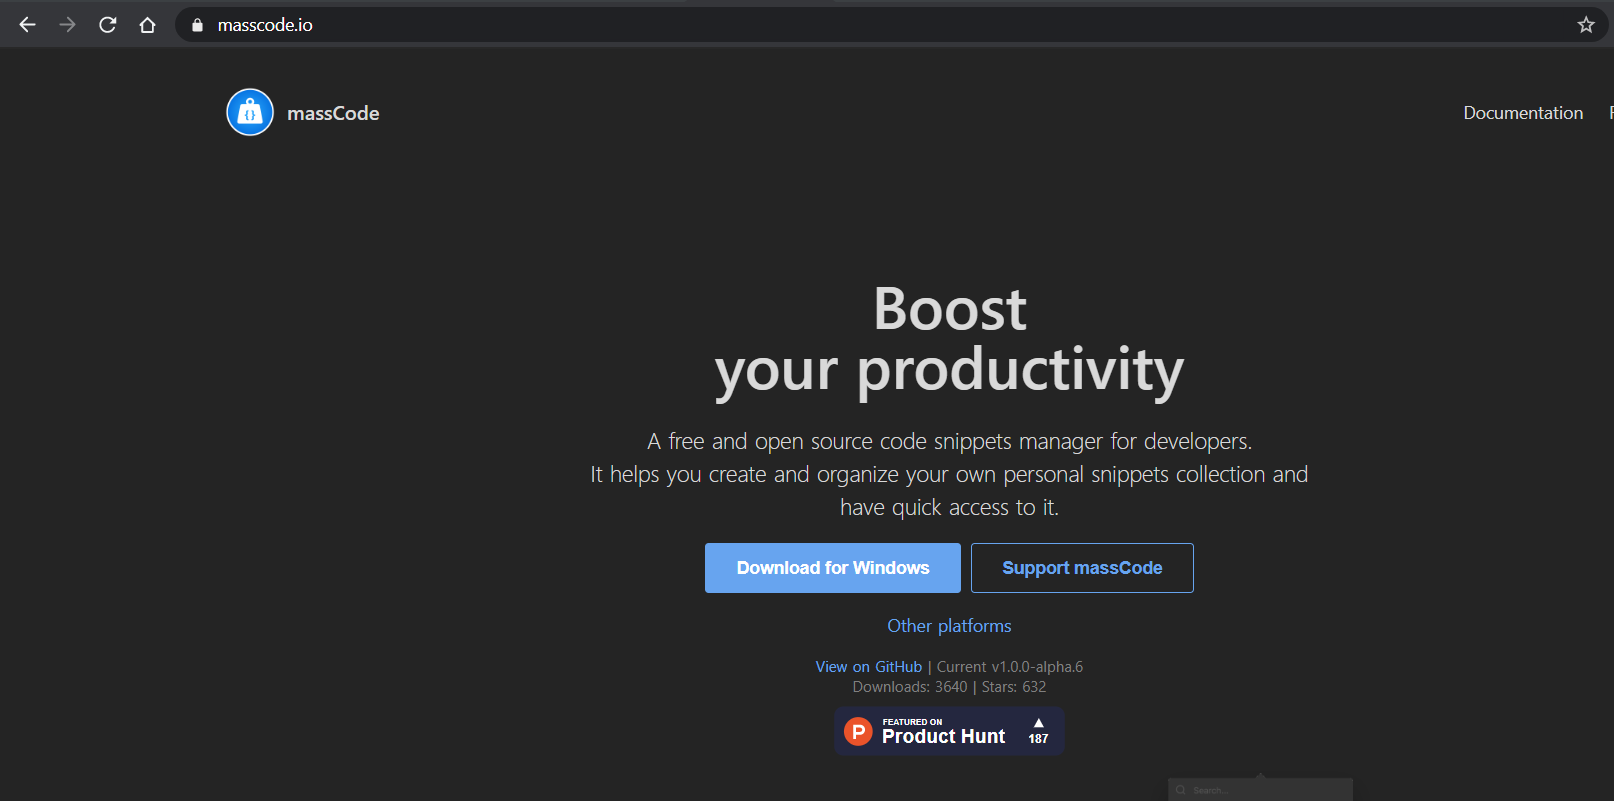 masscode.io
massCode
Documentation
Boost
your productivity
A free and open source code snippets manager for developers.
It helps you create and organize your own personal snippets collection and
have quick access to it.
Download for Windows
Support massCode
Other platforms
View on GitHub | Current v1.0.0-alpha.6
Downloads: 3640 | Stars: 632
P
FEATURED ON
Product Hunt
▲
187
Search...